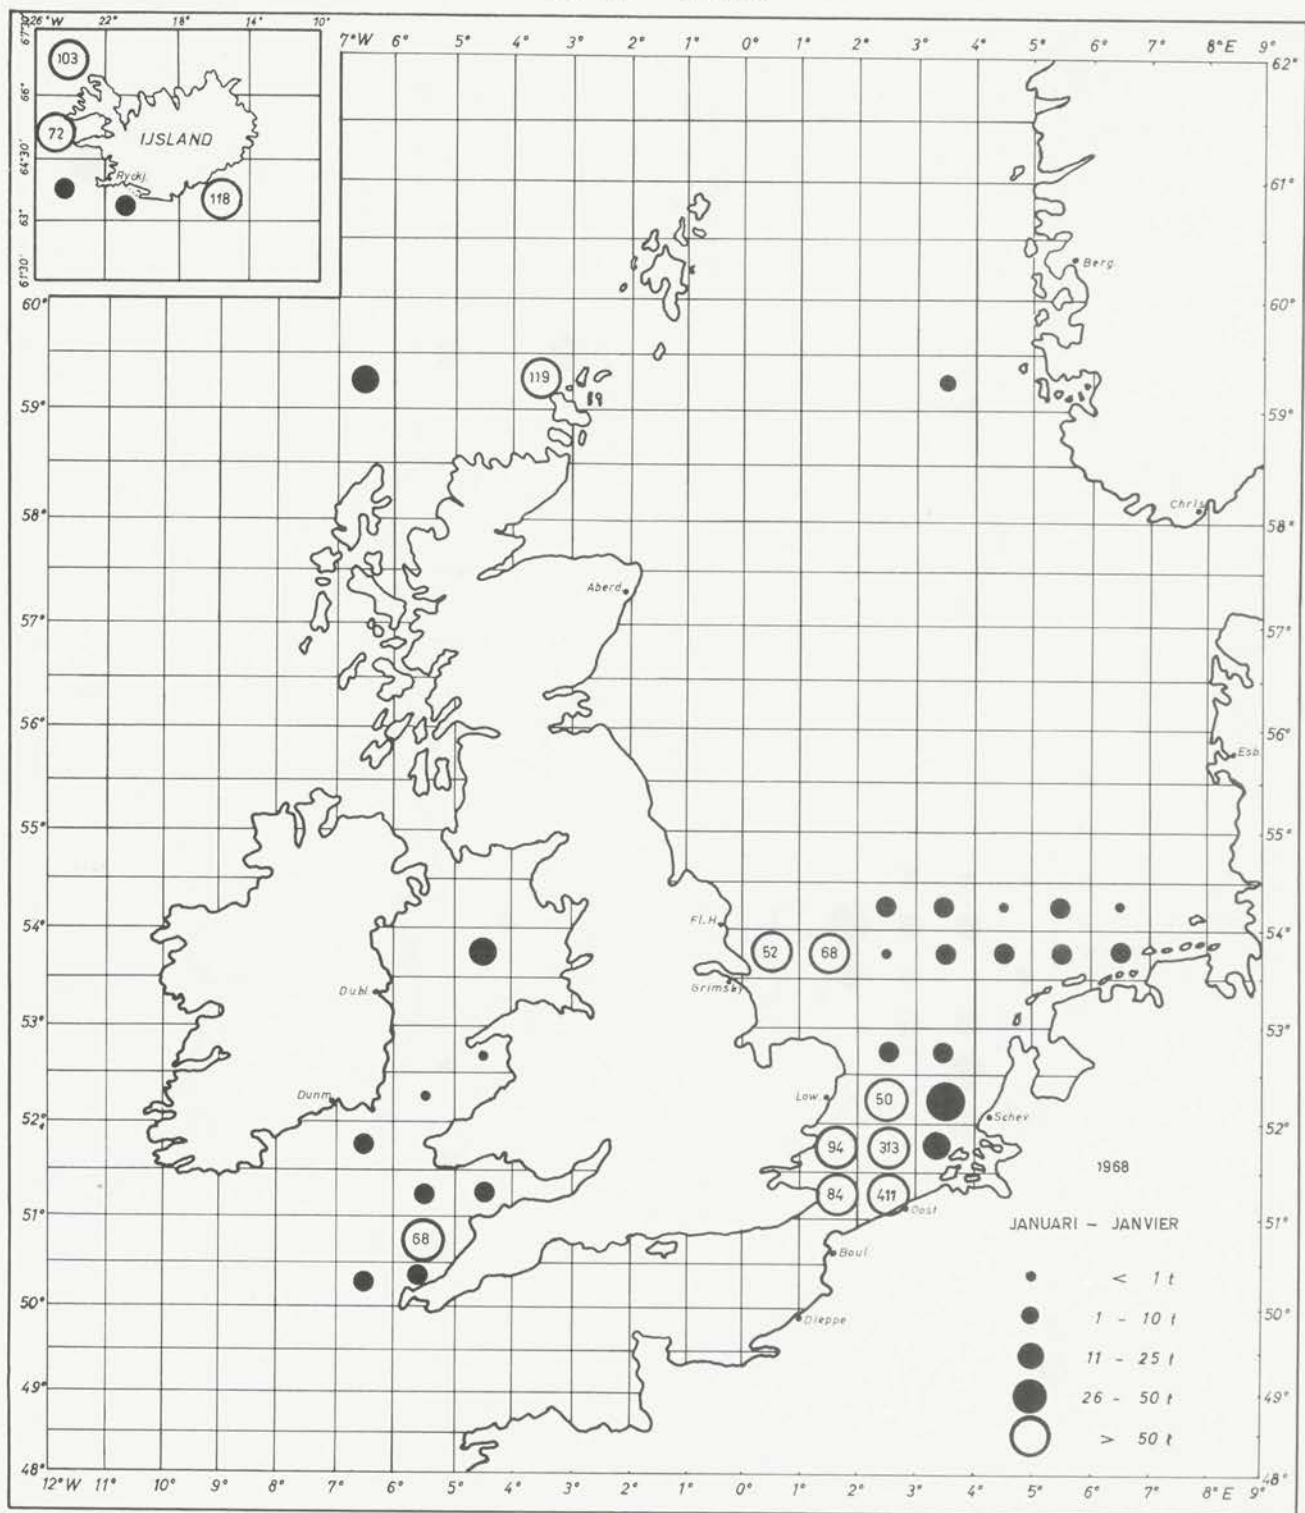 26°W 22° 18° 14° 10°
67°30
66°
64°30
63°
61°30
103
72
IJSLAND
Ryckj.
118
7°W 6° 5° 4° 3° 2° 1° 0° 1° 2° 3° 4° 5° 6° 7° 8°E 9°
62°
61°
Berg.
60° 60°
119
59° 59°
Chris.
58° 58°
Aberd.
57° 57°
56° 56°
Esb.
55° 55°
54° Fl.H. 54°
52 68
Dubl. Grimsby
53° 53°
Dunm. Low. 50 Schev.
52° 52°
94 313
1968
84 411
Oost.
51° 51°
JANUARI - JANVIER
68
Boul.
< 1 t
50° 50°
Dieppe
1 - 10 t
11 - 25 t
49° 49°
26 - 50 t
> 50 t
48° 48°
12°W 11° 10° 9° 8° 7° 6° 5° 4° 3° 2° 1° 0° 1° 2° 3° 4° 5° 6° 7° 8°E 9°